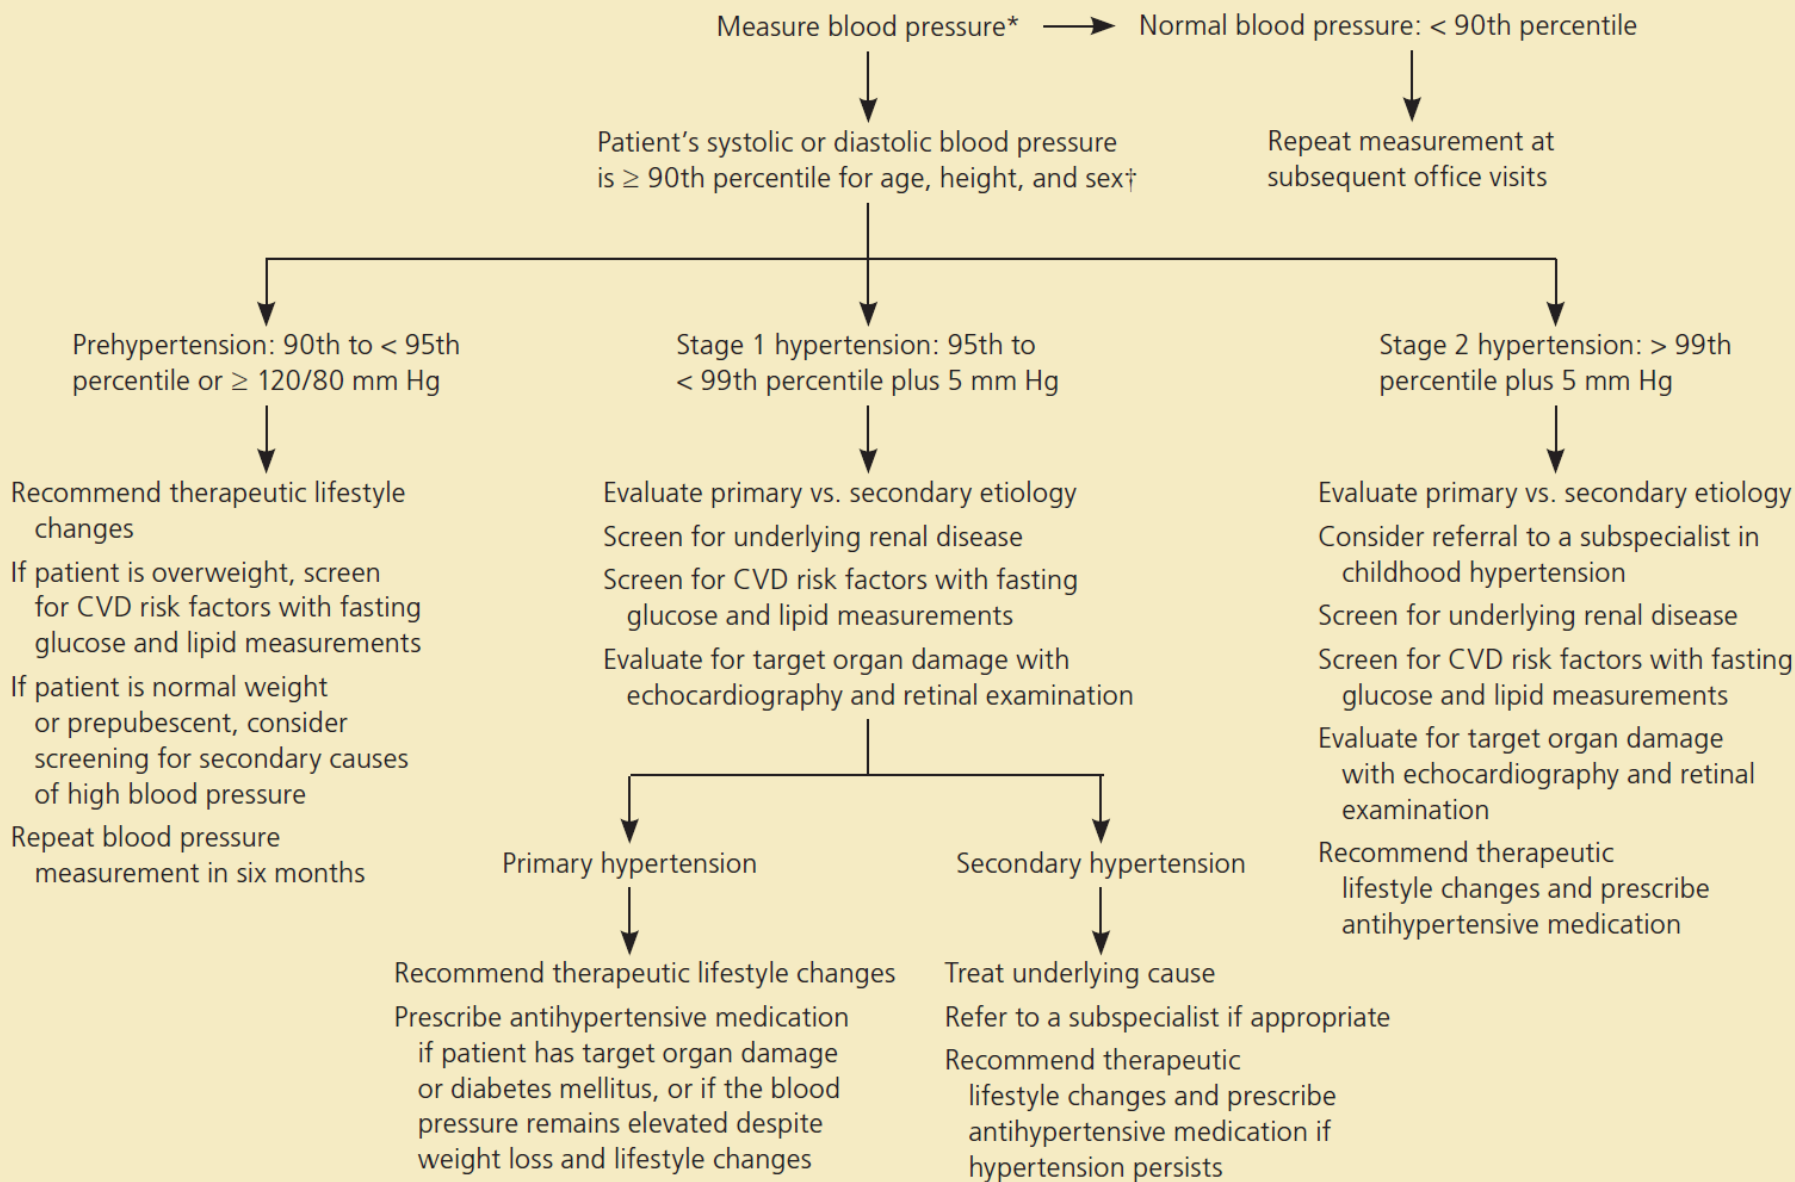 Measure blood pressure*
Normal blood pressure: < 90th percentile
Patient's systolic or diastolic blood pressure
is ≥ 90th percentile for age, height, and sex†
Repeat measurement at
subsequent office visits
Prehypertension: 90th to < 95th
percentile or ≥ 120/80 mm Hg
Stage 1 hypertension: 95th to
< 99th percentile plus 5 mm Hg
Stage 2 hypertension: > 99th
percentile plus 5 mm Hg
Recommend therapeutic lifestyle
changes
If patient is overweight, screen
for CVD risk factors with fasting
glucose and lipid measurements
If patient is normal weight
or prepubescent, consider
screening for secondary causes
of high blood pressure
Repeat blood pressure
measurement in six months
Evaluate primary vs. secondary etiology
Screen for underlying renal disease
Screen for CVD risk factors with fasting
glucose and lipid measurements
Evaluate for target organ damage with
echocardiography and retinal examination
Evaluate primary vs. secondary etiology
Consider referral to a subspecialist in
childhood hypertension
Screen for underlying renal disease
Screen for CVD risk factors with fasting
glucose and lipid measurements
Evaluate for target organ damage
with echocardiography and retinal
examination
Recommend therapeutic
lifestyle changes and prescribe
antihypertensive medication
Primary hypertension
Secondary hypertension
Recommend therapeutic lifestyle changes
Prescribe antihypertensive medication
if patient has target organ damage
or diabetes mellitus, or if the blood
pressure remains elevated despite
weight loss and lifestyle changes
Treat underlying cause
Refer to a subspecialist if appropriate
Recommend therapeutic
lifestyle changes and prescribe
antihypertensive medication if
hypertension persists